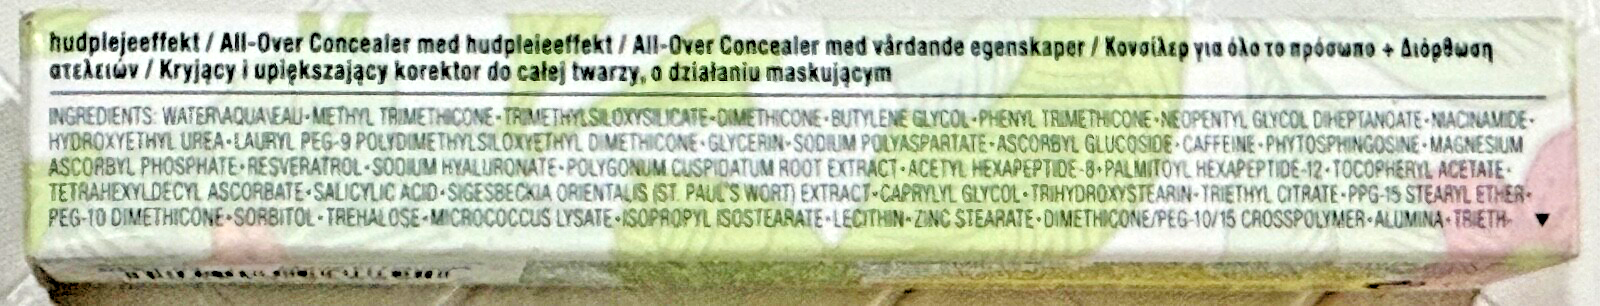 hudplejeeffekt / All-Over Concealer med hudpleieeffekt / All-Over Concealer med vårdande egenskaper / Κονσίλερ για όλο το πρόσωπο + Διόρθωση
ατελειών / Kryjący i upiększający korektor do całej twarzy, o działaniu maskującym
INGREDIENTS: WATER\AQUA\EAU•METHYL TRIMETHICONE•TRIMETHYLSILOXYSILICATE•DIMETHICONE•BUTYLENE GLYCOL•PHENYL TRIMETHICONE•NEOPENTYL GLYCOL DIHEPTANOATE•NIACINAMIDE•
HYDROXYETHYL UREA•LAURYL PEG-9 POLYDIMETHYLSILOXYETHYL DIMETHICONE•GLYCERIN•SODIUM POLYASPARTATE•ASCORBYL GLUCOSIDE•CAFFEINE•PHYTOSPHINGOSINE•MAGNESIUM
ASCORBYL PHOSPHATE•RESVERATROL•SODIUM HYALURONATE•POLYGONUM CUSPIDATUM ROOT EXTRACT•ACETYL HEXAPEPTIDE-8•PALMITOYL HEXAPEPTIDE-12•TOCOPHERYL ACETATE•
TETRAHEXYLDECYL ASCORBATE•SALICYLIC ACID•SIGESBECKIA ORIENTALIS (ST. PAUL'S WORT) EXTRACT•CAPRYLYL GLYCOL•TRIHYDROXYSTEARIN•TRIETHYL CITRATE•PPG-15 STEARYL ETHER•
PEG-10 DIMETHICONE•SORBITOL•TREHALOSE•MICROCOCCUS LYSATE•ISOPROPYL ISOSTEARATE•LECITHIN•ZINC STEARATE•DIMETHICONE/PEG-10/15 CROSSPOLYMER•ALUMINA•TRIETH- ▼